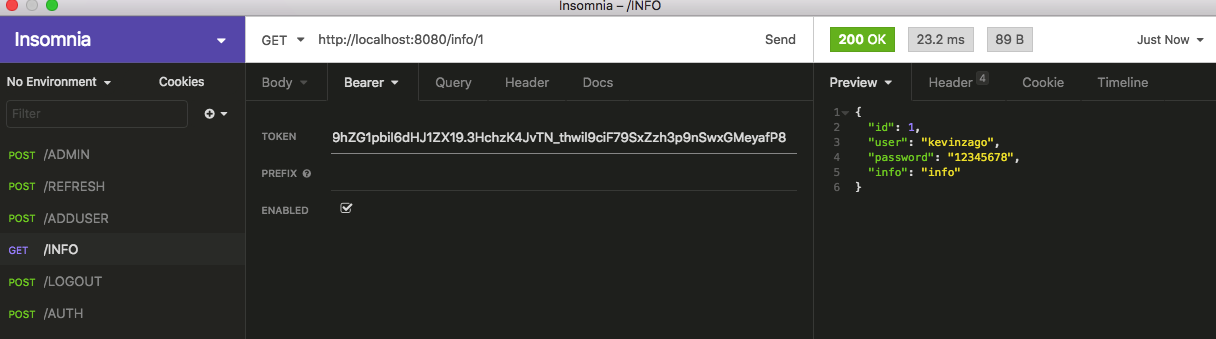 Insomnia – /INFO
Insomnia
GET http://localhost:8080/info/1 Send
200 OK 23.2 ms 89 B Just Now
No Environment Cookies
Body Bearer Query Header Docs
Preview Header 4 Cookie Timeline
Filter
TOKEN 9hZG1pbiI6dHJ1ZX19.3HchzK4JvTN_thwil9ciF79SxZzh3p9nSwxGMeyafP8
PREFIX
ENABLED
POST /ADMIN
POST /REFRESH
POST /ADDUSER
GET /INFO
POST /LOGOUT
POST /AUTH
1 {
2 "id": 1,
3 "user": "kevinzago",
4 "password": "12345678",
5 "info": "info"
6 }